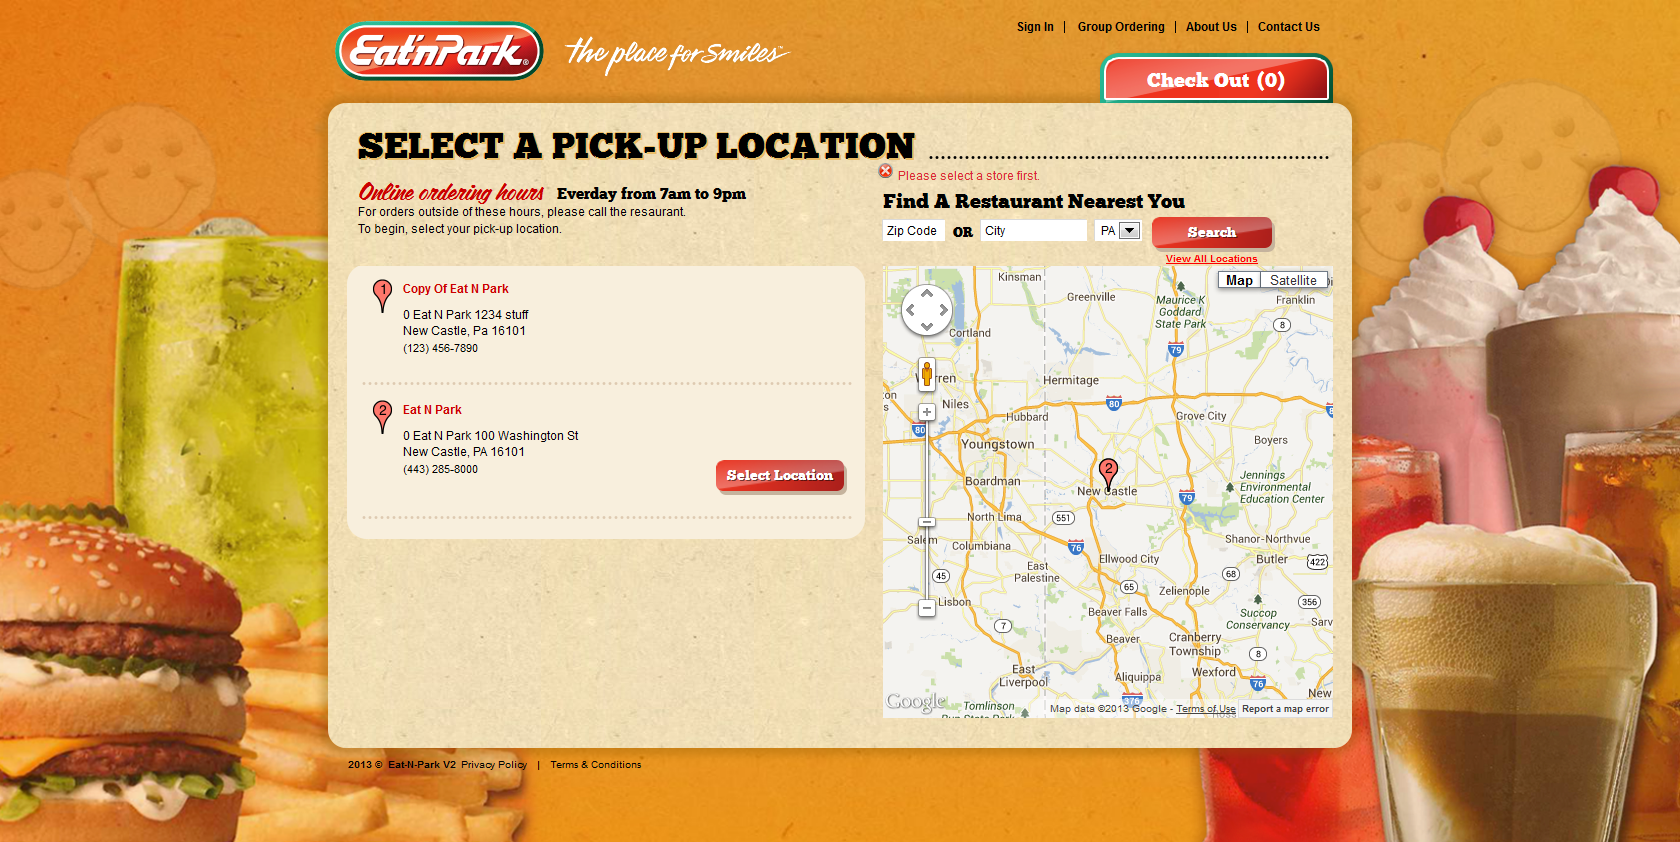 Eat'nPark®
the place for Smiles™
Sign In | Group Ordering | About Us | Contact Us
Check Out (0)
SELECT A PICK-UP LOCATION
Please select a store first.
Online ordering hours Everday from 7am to 9pm
For orders outside of these hours, please call the resaurant.
To begin, select your pick-up location.
Find A Restaurant Nearest You
Zip Code OR City PA Search
View All Locations
1 Copy Of Eat N Park
0 Eat N Park 1234 stuff
New Castle, Pa 16101
(123) 456-7890
2 Eat N Park
0 Eat N Park 100 Washington St
New Castle, PA 16101
(443) 285-8000
Select Location
Map Satellite
Kinsman
Greenville
Maurice K
Goddard
State Park
Franklin
8
Cortland
79
Warren
Hermitage
Niles
80
Hubbard
Grove City
80
Youngstown
Boyers
2
Boardman
New Castle
Jennings
Environmental
Education Center
79
North Lima
551
Salem
Columbiana
76
Shanor-Northvue
Ellwood City
Butler
422
East
Palestine
45
65
68
Zelienople
Lisbon
356
Beaver Falls
Succop
Conservancy
Sarv
7
Beaver
Cranberry
Township
8
East
Liverpool
Aliquippa
Wexford
76
New
376
Google
Tomlinson
Run State Park
Map data ©2013 Google - Terms of Use Report a map error
2013 © Eat-N-Park V2 Privacy Policy | Terms & Conditions